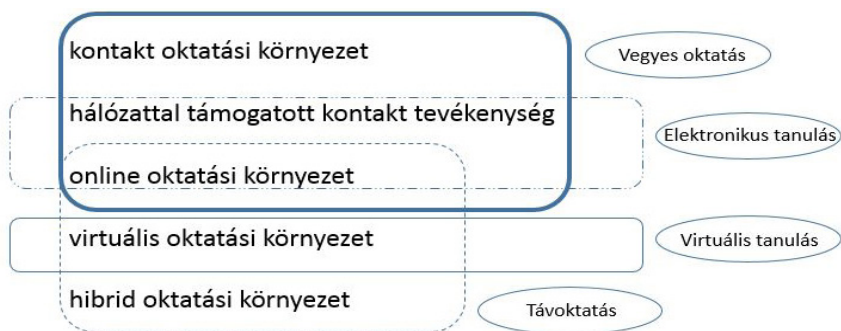 kontakt oktatási környezet
Vegyes oktatás
hálózattal támogatott kontakt tevékenység
Elektronikus tanulás
online oktatási környezet
virtuális oktatási környezet
Virtuális tanulás
hibrid oktatási környezet
Távoktatás